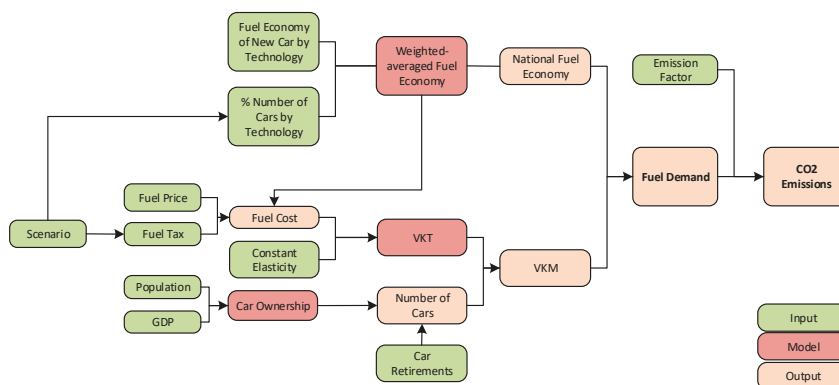 Fuel Economy
of New Car by
Technology
Weighted-
averaged Fuel
Economy
National Fuel
Economy
Emission
Factor
% Number of
Cars by
Technology
Fuel Demand
CO2
Emissions
Fuel Price
Fuel Cost
Scenario
Fuel Tax
VKT
Constant
Elasticity
VKM
Population
Car Ownership
Number of
Cars
GDP
Car
Retirements
Input
Model
Output